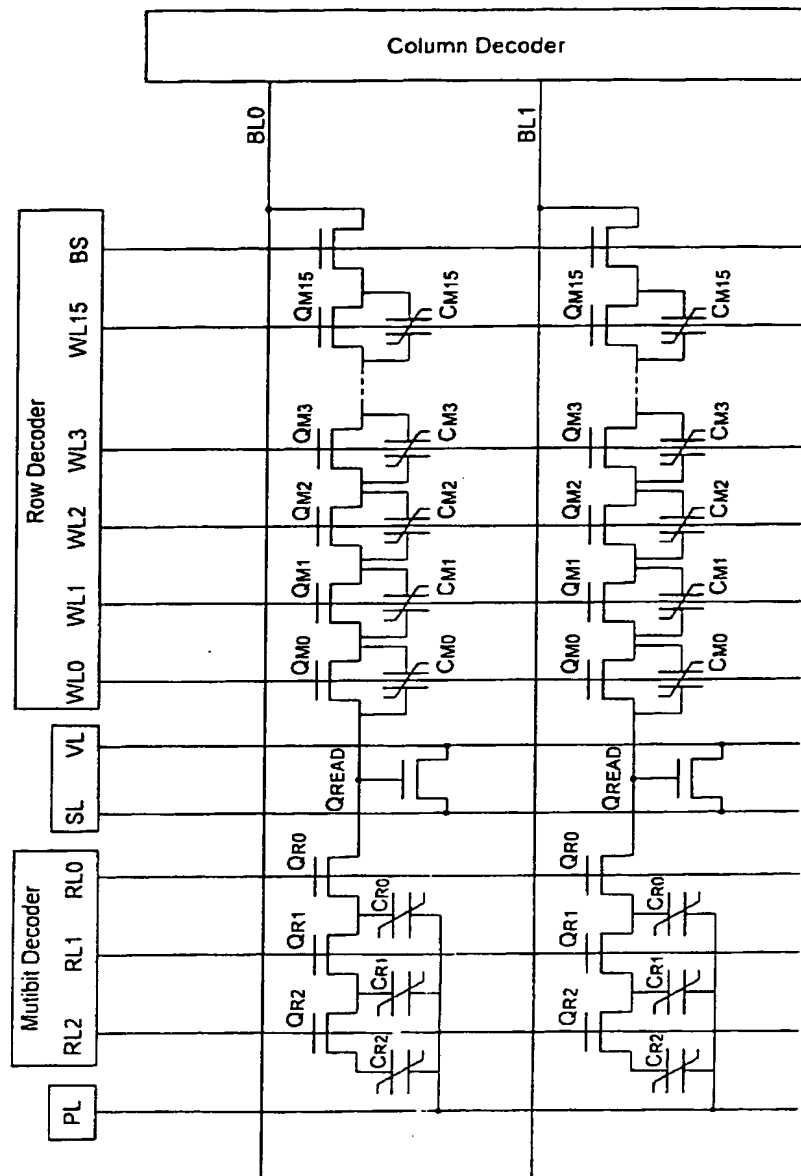 Column Decoder
BL0
BL1
Row Decoder
BS
WL15
WL3
WL2
WL1
WL0
VL
SL
Mutibit Decoder
RL0
RL1
RL2
PL
QM15
CM15
QM3
CM3
QM2
CM2
QM1
CM1
QM0
CM0
QREAD
QR0
CR0
QR1
CR1
QR2
CR2
QM15
CM15
QM3
CM3
QM2
CM2
QM1
CM1
QM0
CM0
QREAD
QR0
CR0
QR1
CR1
QR2
CR2